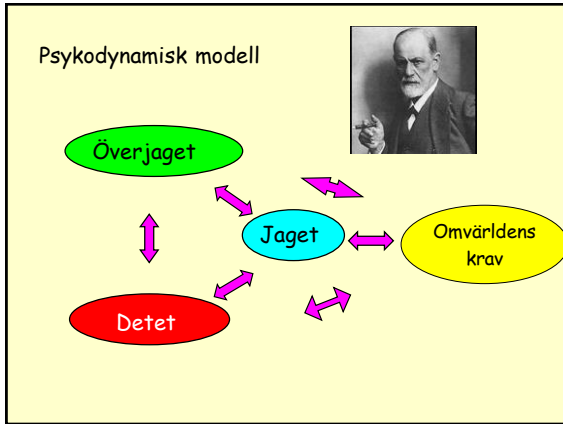 Psykodynamisk modell
Överjaget
Jaget
Omvärldens
krav
Detet